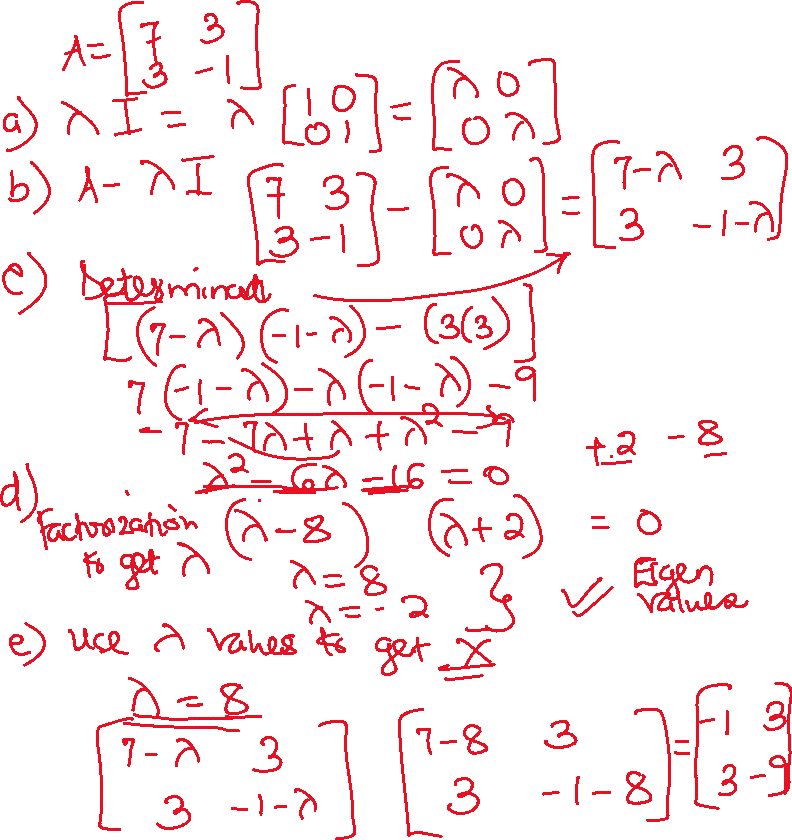 A = [7 3; 3 -1]
a) λ I = λ [1 0; 0 1] = [λ 0; 0 λ]
b) A - λ I [7 3; 3 -1] - [λ 0; 0 λ] = [7-λ 3; 3 -1-λ]
c) Determinant
[(7-λ) (-1-λ) - (3(3)]
7(-1-λ) - λ(-1-λ) - 9
-7 - 7λ + λ + λ² - 9
+.2 -8
λ² - 6λ - 16 = 0
d) Factorization to get λ (λ-8) (λ+2) = 0
λ = 8
λ = -2 } ✓ Eigen values
e) Use λ values to get X
λ = 8
[7-λ 3; 3 -1-λ] [7-8 3; 3 -1-8] = [-1 3; 3 -9]